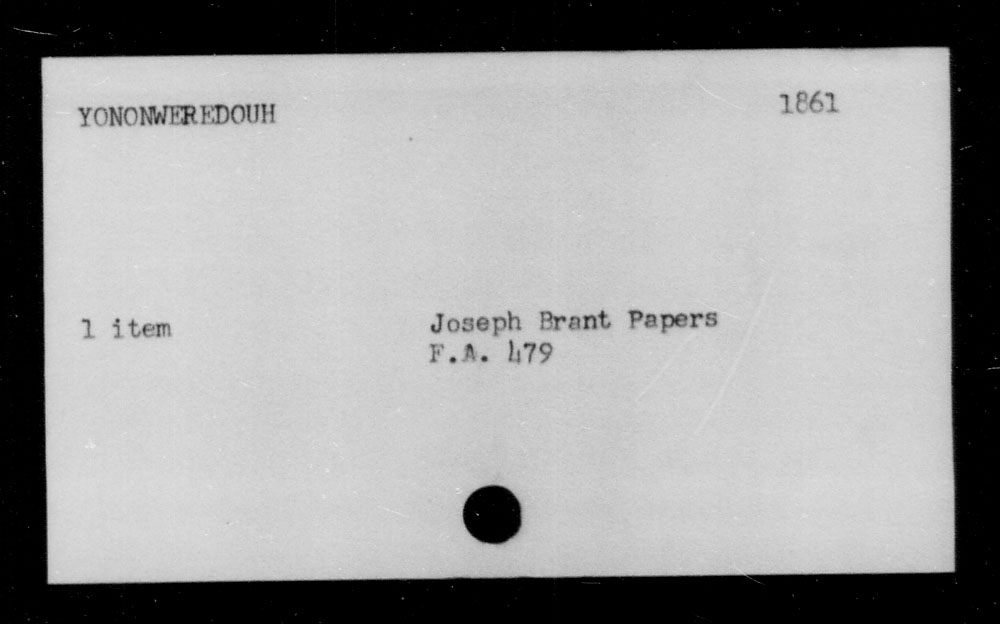 YONONWEREDOUH 1861
1 item Joseph Brant Papers
F.A. 479